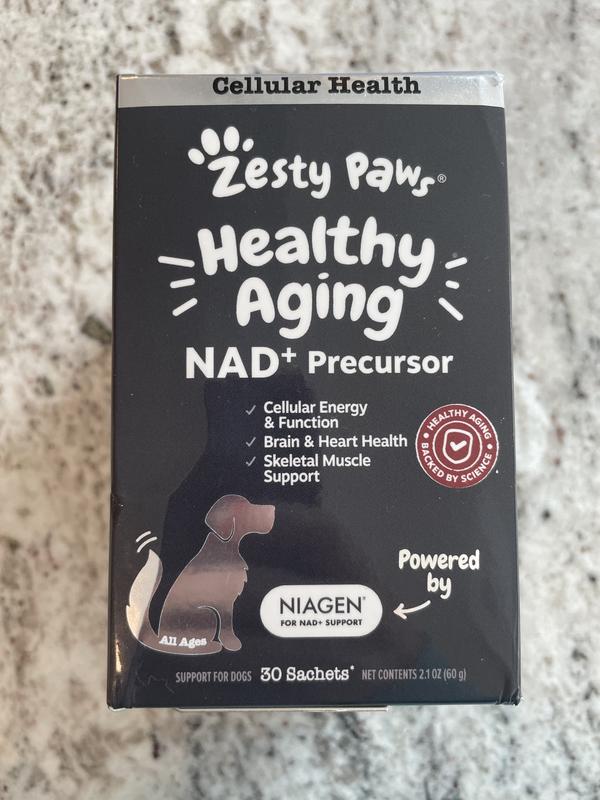 Cellular Health
Zesty Paws®
Healthy
Aging
NAD+ Precursor
✓ Cellular Energy
& Function
✓ Brain & Heart Health
✓ Skeletal Muscle
Support
HEALTHY AGING
BACKED BY SCIENCE
Powered
by
NIAGEN®
FOR NAD+ SUPPORT
All Ages
SUPPORT FOR DOGS 30 Sachets* NET CONTENTS 2.1 OZ (60 g)